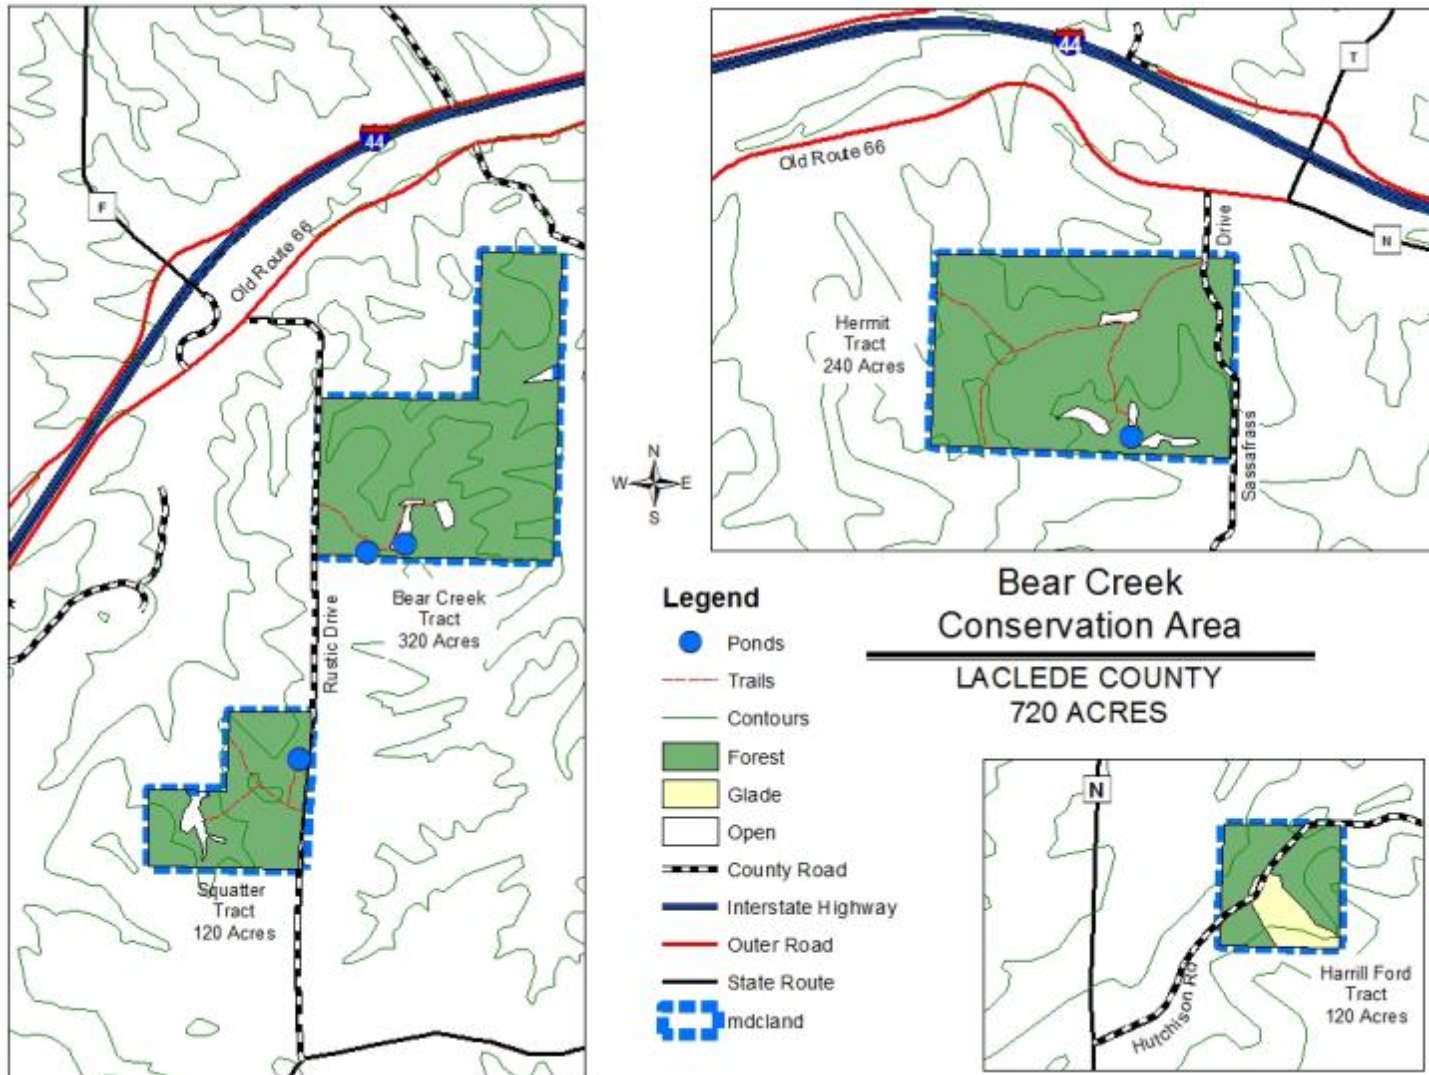 44
F
Old Route 66
Rustic Drive
Bear Creek
Tract
320 Acres
Squatter
Tract
120 Acres
N
W
E
S
44
T
Old Route 66
N
Drive
Sassafrass
Hermit
Tract
240 Acres
Legend
Ponds
Trails
Contours
Forest
Glade
Open
County Road
Interstate Highway
Outer Road
State Route
mdcland
Bear Creek
Conservation Area
LACLEDE COUNTY
720 ACRES
N
Hutchison Rd
Harrill Ford
Tract
120 Acres